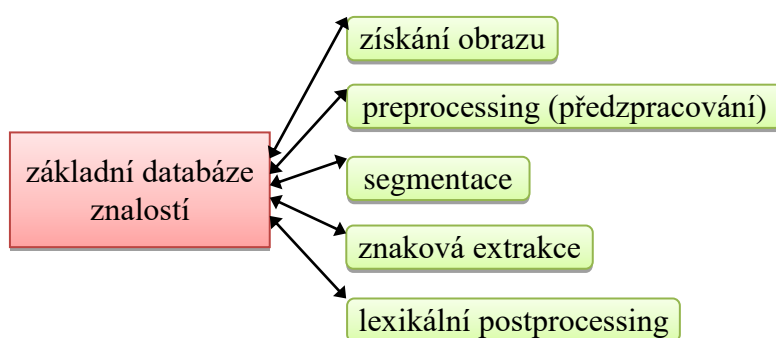 získání obrazu
preprocessing (předzpracování)
základní databáze
znalostí
segmentace
znaková extrakce
lexikální postprocessing